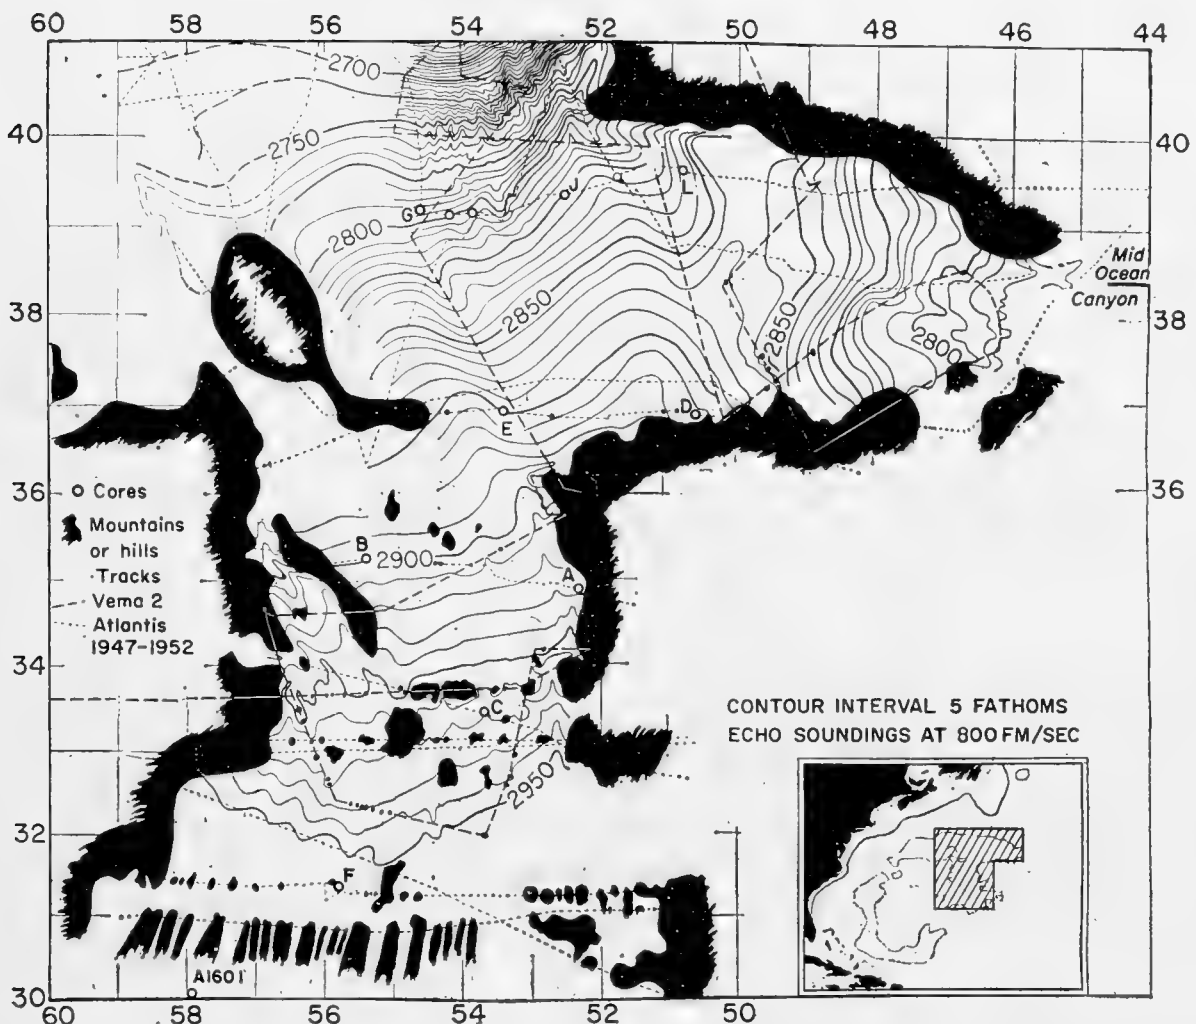 60 58 56 54 52 50 48 46 44
2700
40 40
2750
L
J
G
2800
Mid
Ocean
Canyon
38 38
2850
2850
2800
D
E
36 36
Cores
B
2900
Mountains
or hills
A
Tracks
Vema 2
Atlantis
1947-1952
34
C
CONTOUR INTERVAL 5 FATHOMS
ECHO SOUNDINGS AT 800 FM/SEC
2950
32
F
A1601
30
60 58 56 54 52 50